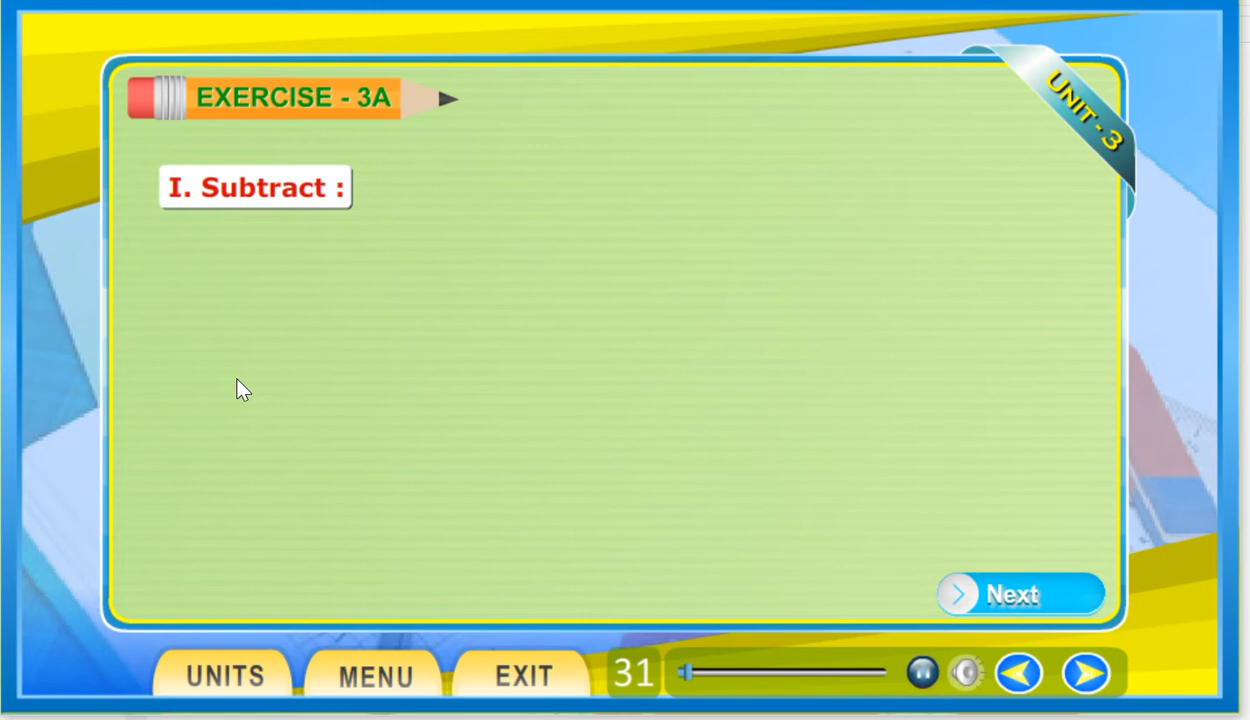 EXERCISE - 3A
UNIT - 3
I. Subtract :
Next
UNITS
MENU
EXIT
31